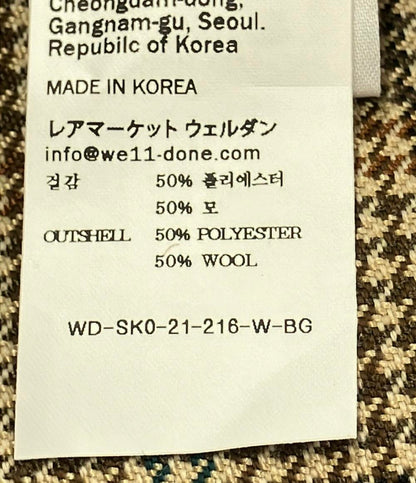 Cheongdam-dong,
Gangnam-gu, Seoul.
Repubilc of Korea
MADE IN KOREA
レアマーケット ウェルダン
info@we11-done.com
겉감 50% 폴리에스터
50% 모
OUTSHELL 50% POLYESTER
50% WOOL
WD-SK0-21-216-W-BG